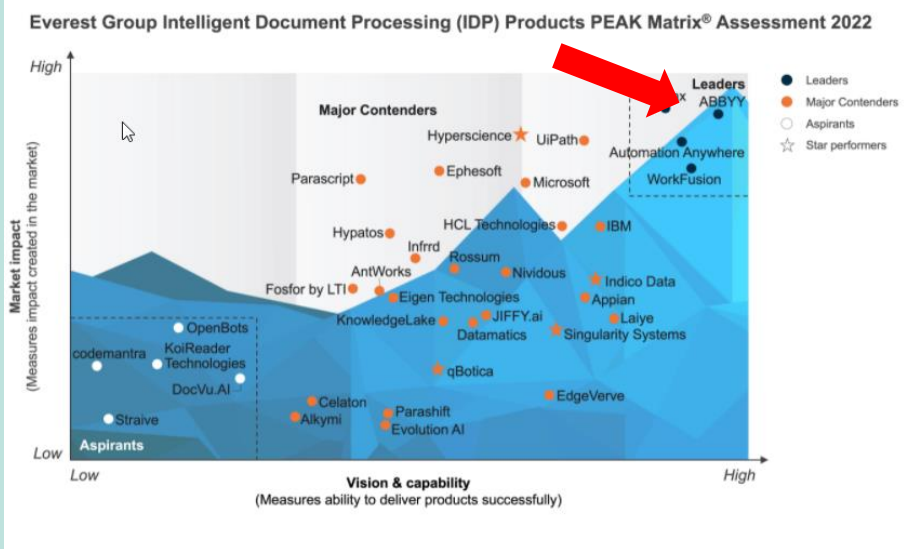 Everest Group Intelligent Document Processing (IDP) Products PEAK Matrix® Assessment 2022
High
Leaders
ABBYY
Major Contenders
Hyperscience
UiPath
Automation Anywhere
WorkFusion
Parascript
Ephesoft
Microsoft
HCL Technologies
IBM
Hypatos
Infrrd
Rossum
AntWorks
Nividous
Indico Data
Fosfor by LTI
Eigen Technologies
Appian
KnowledgeLake
JIFFY.ai
Laiye
Datamatics
Singularity Systems
OpenBots
codemantra
KoiReader
Technologies
DocVu.AI
qBotica
EdgeVerve
Celaton
Alkymi
Parashift
Evolution AI
Straive
Aspirants
Low
Market impact
(Measures impact created in the market)
Low
High
Vision & capability
(Measures ability to deliver products successfully)
Leaders
Major Contenders
Aspirants
Star performers